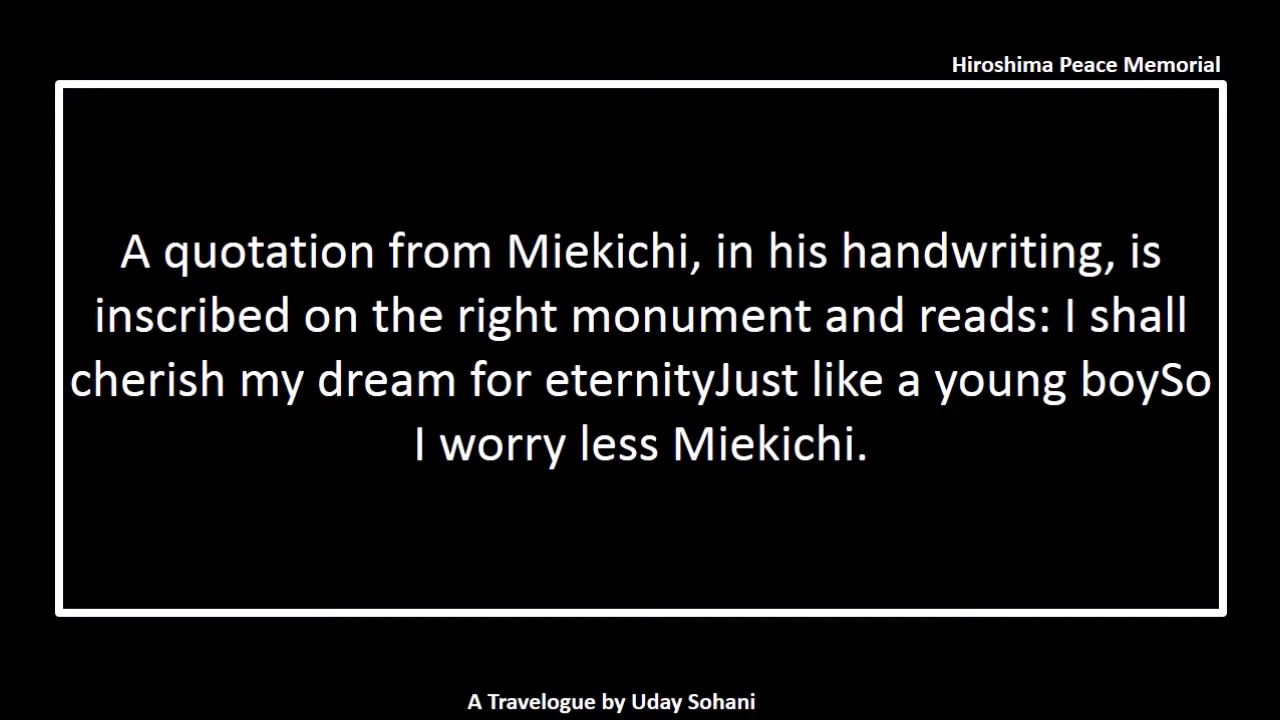 Hiroshima Peace Memorial
A quotation from Miekichi, in his handwriting, is
inscribed on the right monument and reads: I shall
cherish my dream for eternityJust like a young boySo
I worry less Miekichi.
A Travelogue by Uday Sohani